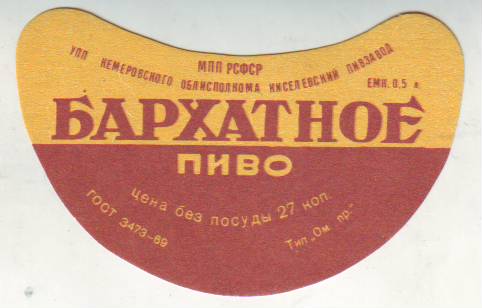 МПП РСФСР
УПП КЕМЕРОВСКОГО ОБЛИСПОЛКОМА КИСЕЛЕВСКИЙ ПИВЗАВОД
ЕМК. 0,5 л.
БАРХАТНОЕ
ПИВО
цена без посуды 27 коп.
ГОСТ 3473-69
Тип. „Ом. пр."